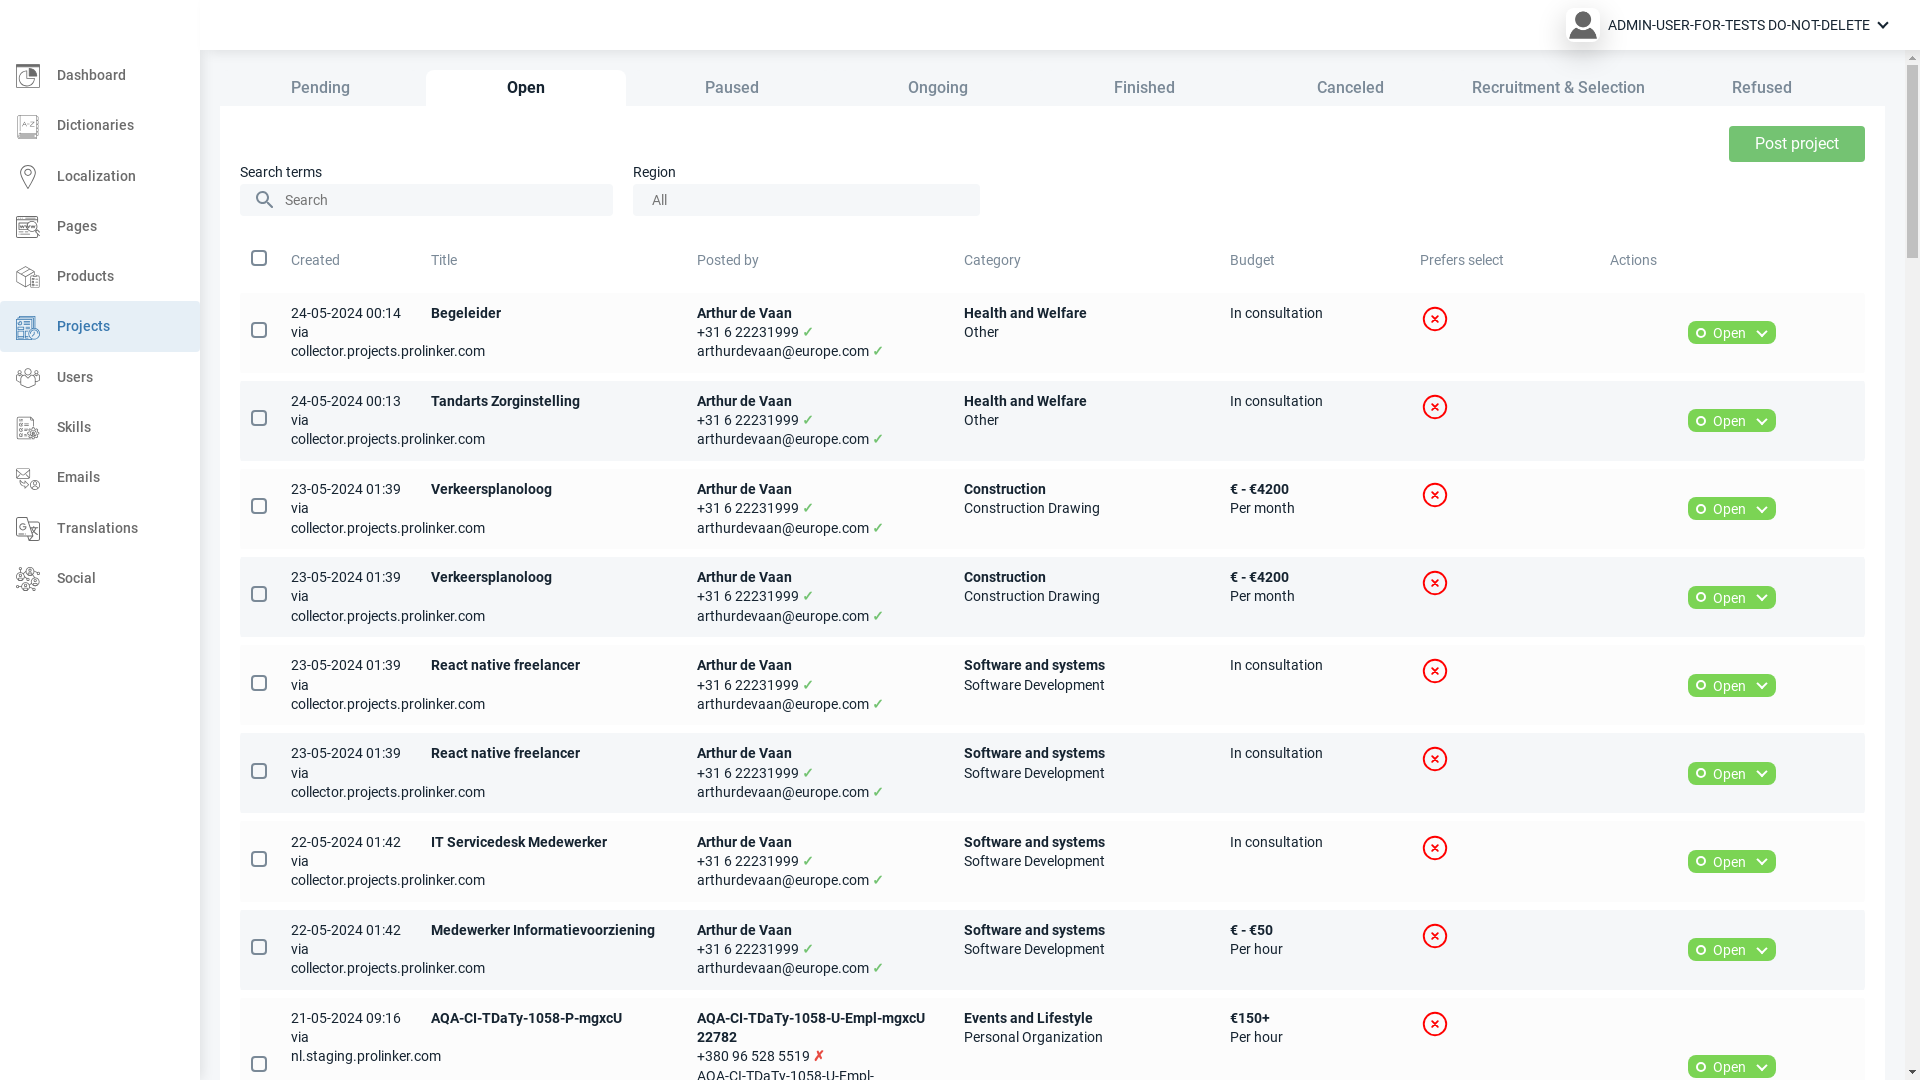 ADMIN-USER-FOR-TESTS DO-NOT-DELETE
Dashboard
Dictionaries
Localization
Pages
Products
Projects
Users
Skills
Emails
Translations
Social
Pending
Open
Paused
Ongoing
Finished
Canceled
Recruitment & Selection
Refused
Post project
Search terms
Search
Region
All
Created
Title
Posted by
Category
Budget
Prefers select
Actions
24-05-2024 00:14
via
collector.projects.prolinker.com
Begeleider
Arthur de Vaan
+31 6 22231999 ✓
arthurdevaan@europe.com ✓
Health and Welfare
Other
In consultation
Open
24-05-2024 00:13
via
collector.projects.prolinker.com
Tandarts Zorginstelling
Arthur de Vaan
+31 6 22231999 ✓
arthurdevaan@europe.com ✓
Health and Welfare
Other
In consultation
Open
23-05-2024 01:39
via
collector.projects.prolinker.com
Verkeersplanoloog
Arthur de Vaan
+31 6 22231999 ✓
arthurdevaan@europe.com ✓
Construction
Construction Drawing
€ - €4200
Per month
Open
23-05-2024 01:39
via
collector.projects.prolinker.com
Verkeersplanoloog
Arthur de Vaan
+31 6 22231999 ✓
arthurdevaan@europe.com ✓
Construction
Construction Drawing
€ - €4200
Per month
Open
23-05-2024 01:39
via
collector.projects.prolinker.com
React native freelancer
Arthur de Vaan
+31 6 22231999 ✓
arthurdevaan@europe.com ✓
Software and systems
Software Development
In consultation
Open
23-05-2024 01:39
via
collector.projects.prolinker.com
React native freelancer
Arthur de Vaan
+31 6 22231999 ✓
arthurdevaan@europe.com ✓
Software and systems
Software Development
In consultation
Open
22-05-2024 01:42
via
collector.projects.prolinker.com
IT Servicedesk Medewerker
Arthur de Vaan
+31 6 22231999 ✓
arthurdevaan@europe.com ✓
Software and systems
Software Development
In consultation
Open
22-05-2024 01:42
via
collector.projects.prolinker.com
Medewerker Informatievoorziening
Arthur de Vaan
+31 6 22231999 ✓
arthurdevaan@europe.com ✓
Software and systems
Software Development
€ - €50
Per hour
Open
21-05-2024 09:16
via
nl.staging.prolinker.com
AQA-CI-TDaTy-1058-P-mgxcU
AQA-CI-TDaTy-1058-U-Empl-mgxcU
22782
+380 96 528 5519 ✗
AQA-CI-TDaTy-1058-U-Empl-
Events and Lifestyle
Personal Organization
€150+
Per hour
Open